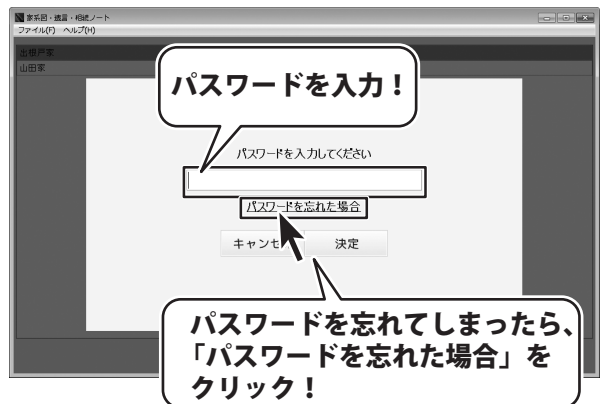 家系図・遺言・相続ノート
ファイル(F) ヘルプ(H)
出根戸家
山田家
パスワードを入力！
パスワードを入力してください
パスワードを忘れた場合
キャンセ
決定
パスワードを忘れてしまったら、
「パスワードを忘れた場合」を
クリック！